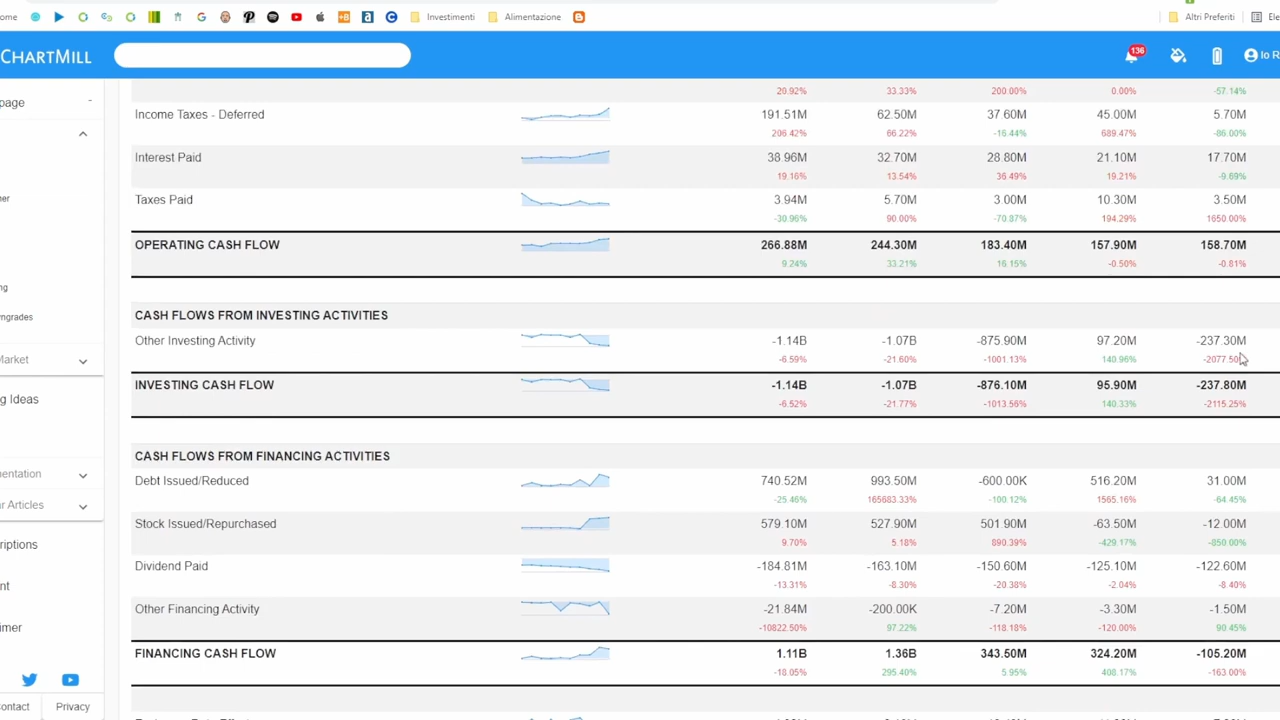 ome
Investimenti
Alimentazione
Altri Preferiti
Ele
CHARTMILL
136
Io R
page -
ner
ng
wngrades
Market
g Ideas
entation
r Articles
riptions
nt
imer
ontact Privacy
20.92% 33.33% 200.00% 0.00% -57.14%
Income Taxes - Deferred 191.51M 62.50M 37.60M 45.00M 5.70M
206.42% 66.22% -16.44% 689.47% -86.00%
Interest Paid 38.96M 32.70M 28.80M 21.10M 17.70M
19.16% 13.54% 36.49% 19.21% -9.69%
Taxes Paid 3.94M 5.70M 3.00M 10.30M 3.50M
-30.96% 90.00% -70.87% 194.29% 1650.00%
OPERATING CASH FLOW 266.88M 244.30M 183.40M 157.90M 158.70M
9.24% 33.21% 16.15% -0.50% -0.81%
CASH FLOWS FROM INVESTING ACTIVITIES
Other Investing Activity -1.14B -1.07B -875.90M 97.20M -237.30M
-6.59% -21.60% -1001.13% 140.96% -2077.50%
INVESTING CASH FLOW -1.14B -1.07B -876.10M 95.90M -237.80M
-6.52% -21.77% -1013.56% 140.33% -2115.25%
CASH FLOWS FROM FINANCING ACTIVITIES
Debt Issued/Reduced 740.52M 993.50M -600.00K 516.20M 31.00M
-25.46% 165683.33% -100.12% 1565.16% -64.45%
Stock Issued/Repurchased 579.10M 527.90M 501.90M -63.50M -12.00M
9.70% 5.18% 890.39% -429.17% -850.00%
Dividend Paid -184.81M -163.10M -150.60M -125.10M -122.60M
-13.31% -8.30% -20.38% -2.04% -8.40%
Other Financing Activity -21.84M -200.00K -7.20M -3.30M -1.50M
-10822.50% 97.22% -118.18% -120.00% 90.45%
FINANCING CASH FLOW 1.11B 1.36B 343.50M 324.20M -105.20M
-18.05% 295.40% 5.95% 408.17% -163.00%